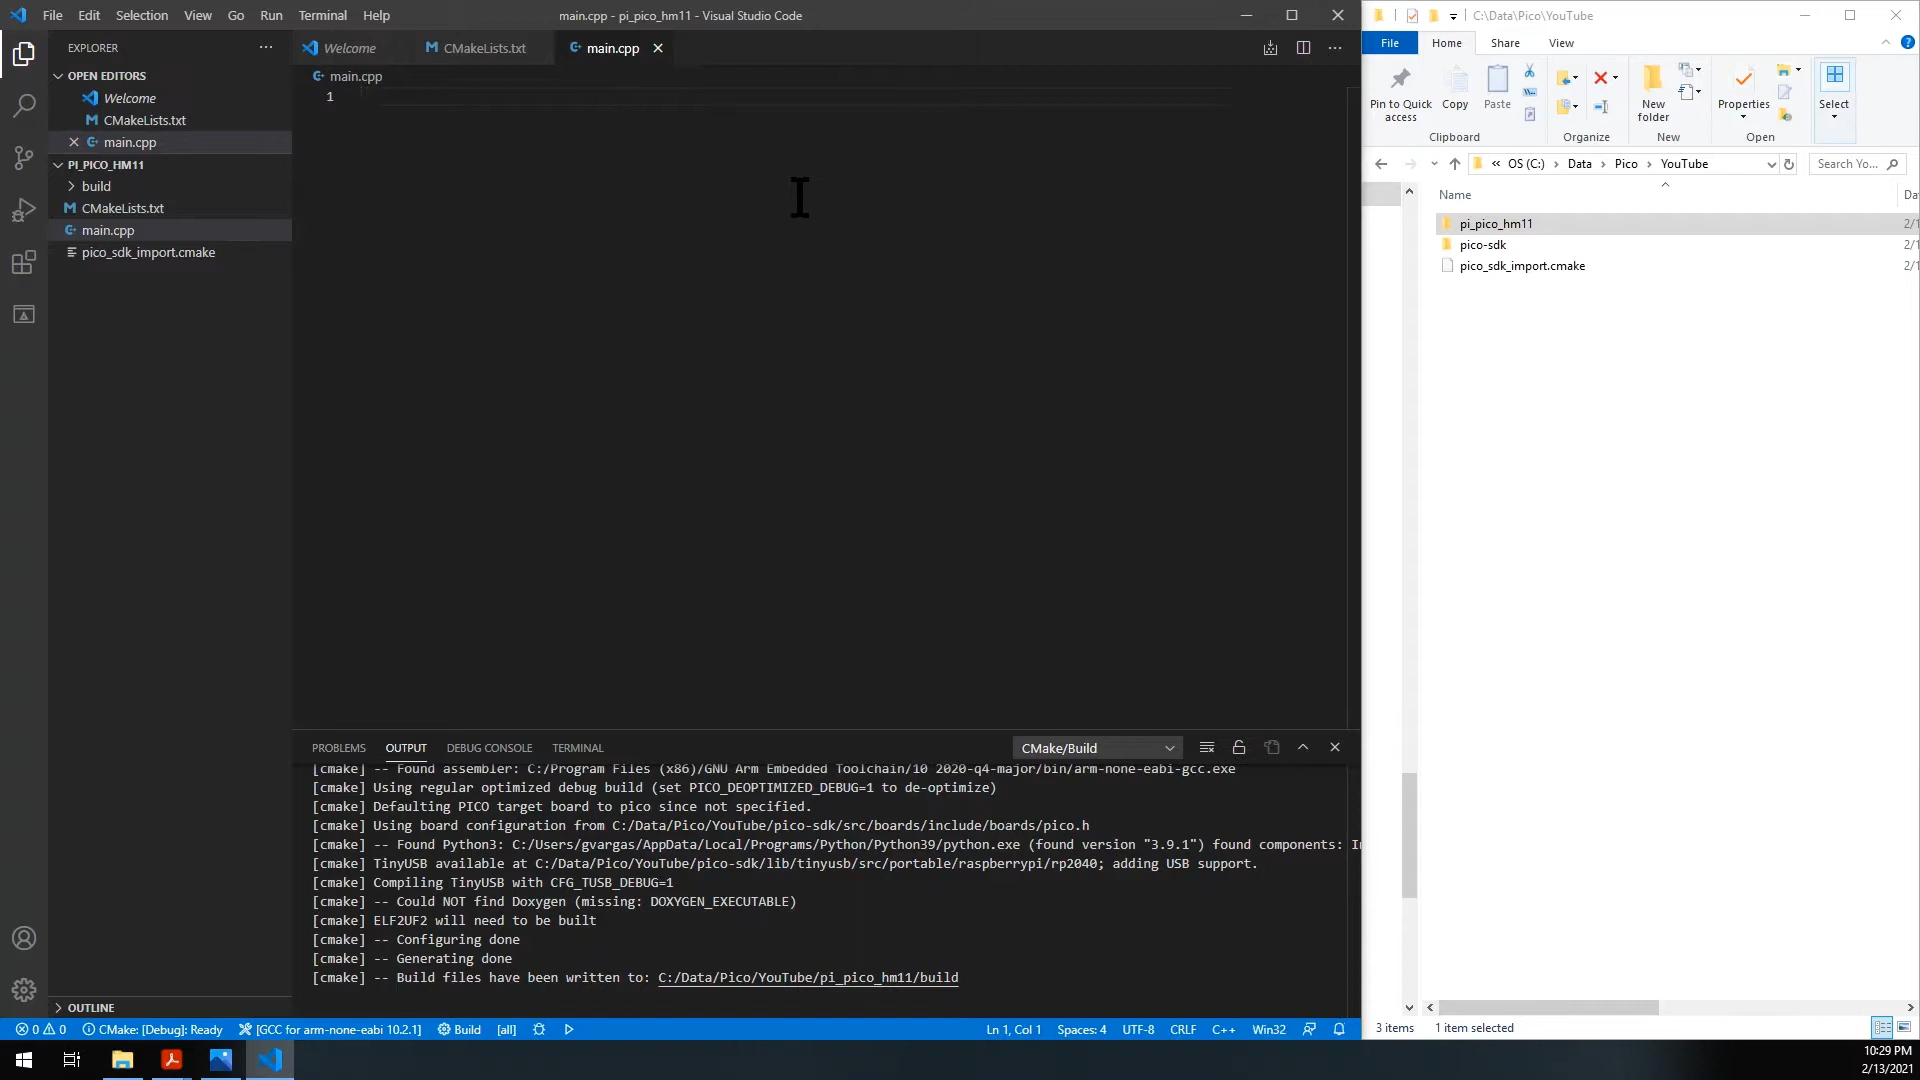 File Edit Selection View Go Run Terminal Help
main.cpp - pi_pico_hm11 - Visual Studio Code
EXPLORER
OPEN EDITORS
Welcome
CMakeLists.txt
main.cpp
PI_PICO_HM11
build
CMakeLists.txt
main.cpp
pico_sdk_import.cmake
OUTLINE
Welcome
CMakeLists.txt
main.cpp
main.cpp
1
PROBLEMS OUTPUT DEBUG CONSOLE TERMINAL
CMake/Build
[cmake] -- Found assembler: C:/Program Files (x86)/GNU Arm Embedded Toolchain/10 2020-q4-major/bin/arm-none-eabi-gcc.exe
[cmake] Using regular optimized debug build (set PICO_DEOPTIMIZED_DEBUG=1 to de-optimize)
[cmake] Defaulting PICO target board to pico since not specified.
[cmake] Using board configuration from C:/Data/Pico/YouTube/pico-sdk/src/boards/include/boards/pico.h
[cmake] -- Found Python3: C:/Users/gvargas/AppData/Local/Programs/Python/Python39/python.exe (found version "3.9.1") found components:
[cmake] TinyUSB available at C:/Data/Pico/YouTube/pico-sdk/lib/tinyusb/src/portable/raspberrypi/rp2040; adding USB support.
[cmake] Compiling TinyUSB with CFG_TUSB_DEBUG=1
[cmake] -- Could NOT find Doxygen (missing: DOXYGEN_EXECUTABLE)
[cmake] ELF2UF2 will need to be built
[cmake] -- Configuring done
[cmake] -- Generating done
[cmake] -- Build files have been written to: C:/Data/Pico/YouTube/pi_pico_hm11/build
0 0 CMake: [Debug]: Ready [GCC for arm-none-eabi 10.2.1] Build [all]
Ln 1, Col 1 Spaces: 4 UTF-8 CRLF C++ Win32
C:\Data\Pico\YouTube
File Home Share View
Pin to Quick access
Copy
Paste
New folder
Properties
Select
Clipboard Organize New Open
« OS (C:) › Data › Pico › YouTube
Search Yo...
Name Da
pi_pico_hm11 2/1
pico-sdk 2/1
pico_sdk_import.cmake 2/1
3 items 1 item selected
10:29 PM
2/13/2021